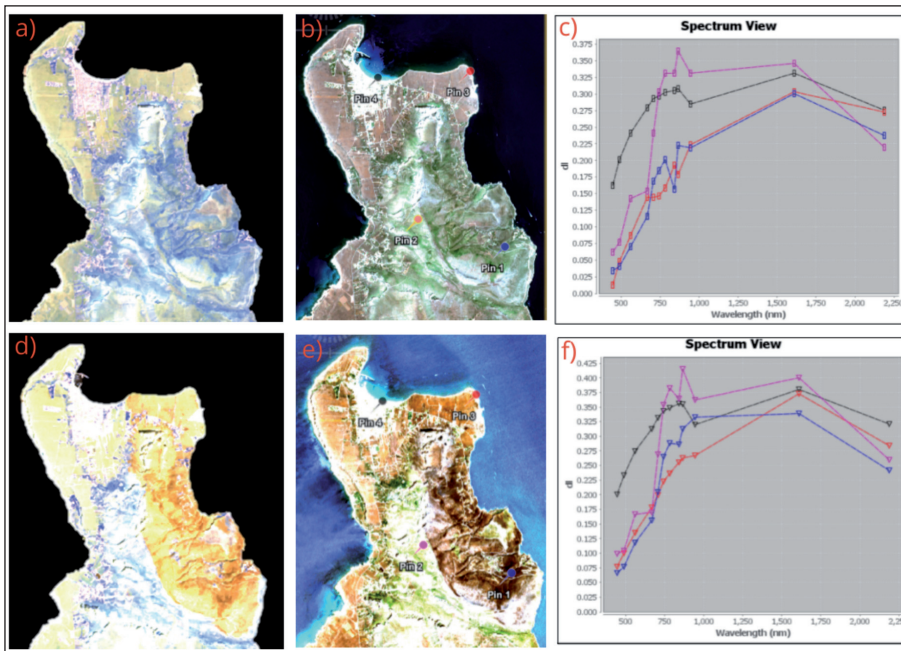 a)
b)
Pin 4
Pin 3
Pin 2
Pin 1
c)
Spectrum View
0.375
0.350
0.325
0.300
0.275
0.250
0.225
0.200
0.175
0.150
0.125
0.100
0.075
0.050
0.025
0.000
dl
500
750
1,000
1,250
1,500
1,750
2,000
2,25
Wavelength (nm)
d)
e)
Pin 4
Pin 3
Pin 2
Pin 1
f)
Spectrum View
0.425
0.400
0.375
0.350
0.325
0.300
0.275
0.250
0.225
0.200
0.175
0.150
0.125
0.100
0.075
0.050
0.025
0.000
dl
500
750
1,000
1,250
1,500
1,750
2,000
2,2
Wavelength (nm)